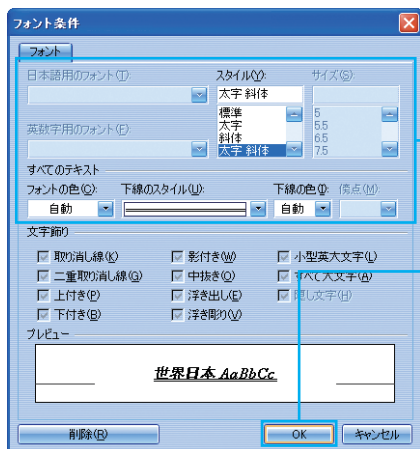 フォント条件
フォント
日本語用のフォント(T): スタイル(Y): サイズ(S):
太字 斜体
標準 5
太字 5.5
英数字用のフォント(F): 斜体 6.5
太字 斜体 7.5
すべてのテキスト
フォントの色(C): 下線のスタイル(U): 下線の色(I): 傍点(M):
自動 自動
文字飾り
取り消し線(K) 影付き(W) 小型英大文字(L)
二重取り消し線(G) 中抜き(O) すべて大文字(A)
上付き(P) 浮き出し(E) 隠し文字(H)
下付き(B) 浮き彫り(V)
プレビュー
世界日本 AaBbCc
削除(R) OK キャンセル